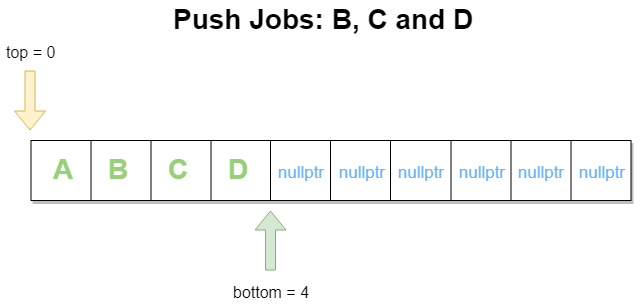 Push Jobs: B, C and D
top = 0
A B C D nullptr nullptr nullptr nullptr nullptr nullptr
bottom = 4